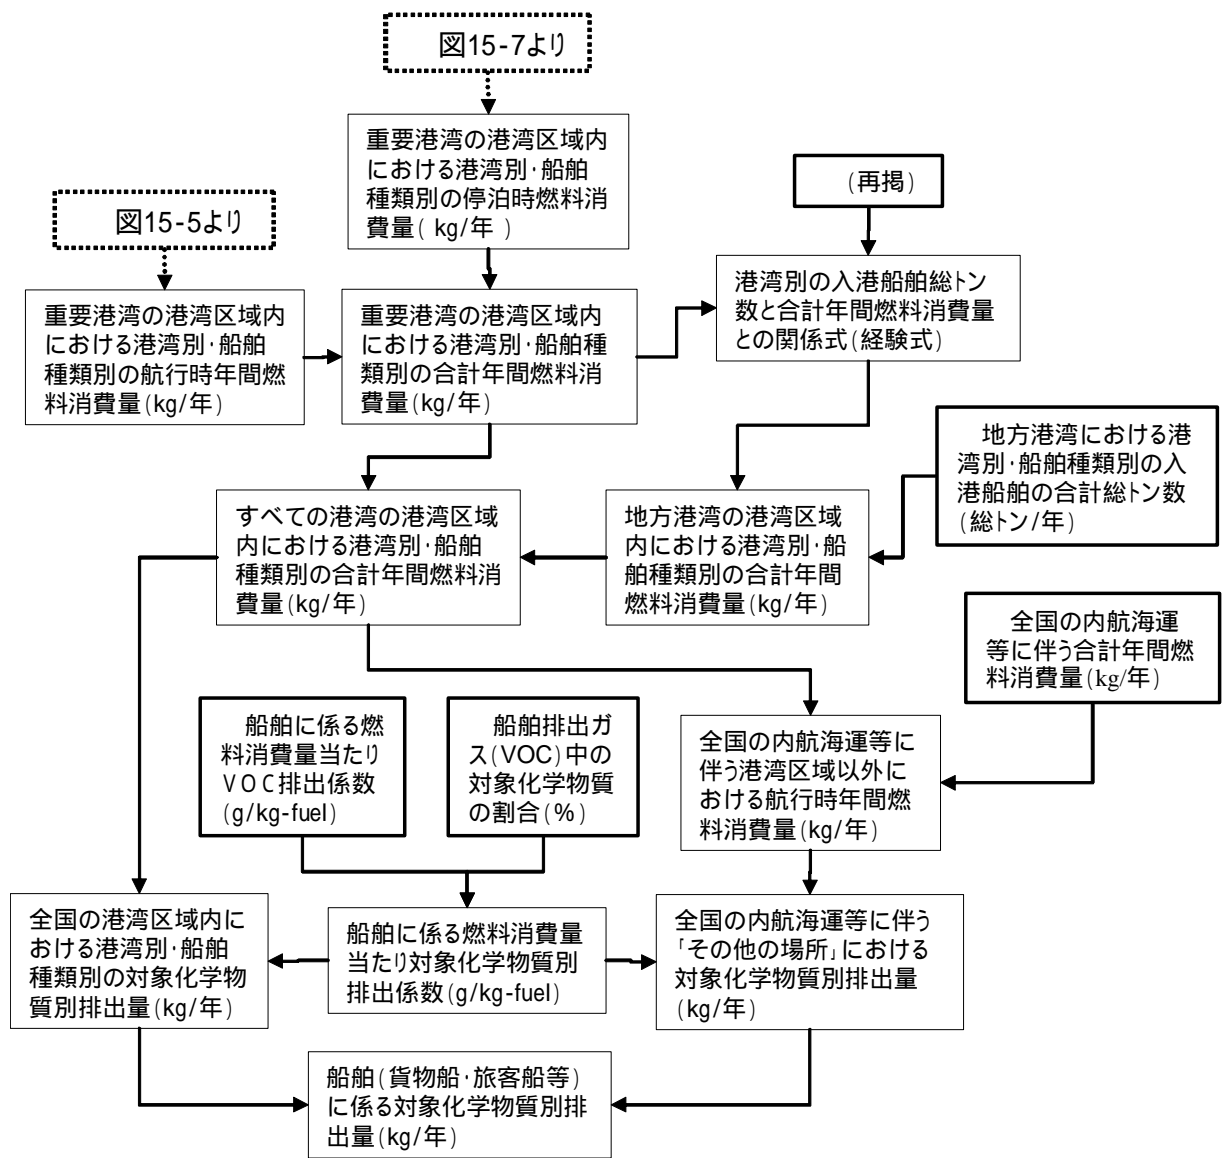 図15-7より
重要港湾の港湾区域内
における港湾別・船舶
種類別の停泊時燃料消
費量( kg/年 )
(再掲)
図15-5より
港湾別の入港船舶総トン
数と合計年間燃料消費量
との関係式(経験式)
重要港湾の港湾区域内
における港湾別・船舶
種類別の航行時年間燃
料消費量(kg/年)
重要港湾の港湾区域内
における港湾別・船舶種
類別の合計年間燃料消
費量(kg/年)
地方港湾における港
湾別・船舶種類別の入
港船舶の合計総トン数
(総トン/年)
すべての港湾の港湾区域
内における港湾別・船舶
種類別の合計年間燃料消
費量(kg/年)
地方港湾の港湾区域
内における港湾別・船
舶種類別の合計年間
燃料消費量(kg/年)
全国の内航海運
等に伴う合計年間燃
料消費量(kg/年)
船舶に係る燃
料消費量当たり
VOC排出係数
(g/kg-fuel)
船舶排出ガ
ス(VOC)中の
対象化学物質
の割合(%)
全国の内航海運等に
伴う港湾区域以外に
おける航行時年間燃
料消費量(kg/年)
全国の港湾区域内に
おける港湾別・船舶
種類別の対象化学物
質別排出量(kg/年)
船舶に係る燃料消費量
当たり対象化学物質別
排出係数(g/kg-fuel)
全国の内航海運等に伴う
「その他の場所」における
対象化学物質別排出量
(kg/年)
船舶(貨物船・旅客船等)
に係る対象化学物質別排
出量(kg/年)